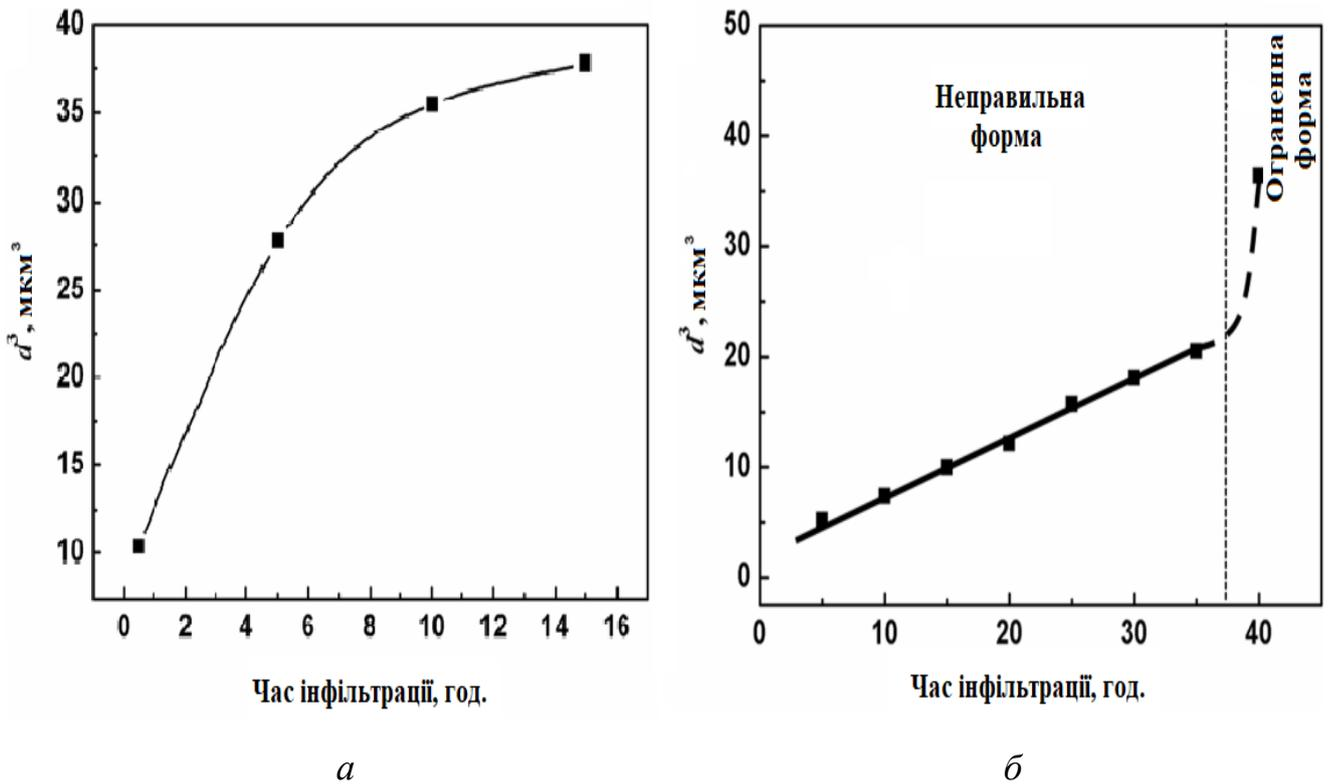 40
35
30
25
20
15
10
0 2 4 6 8 10 12 14 16
d³, мкм³
Час інфільтрації, год.
а
50
40
30
20
10
0
0 10 20 30 40
d³, мкм³
Неправильна
форма
Ограненна
форма
Час інфільтрації, год.
б